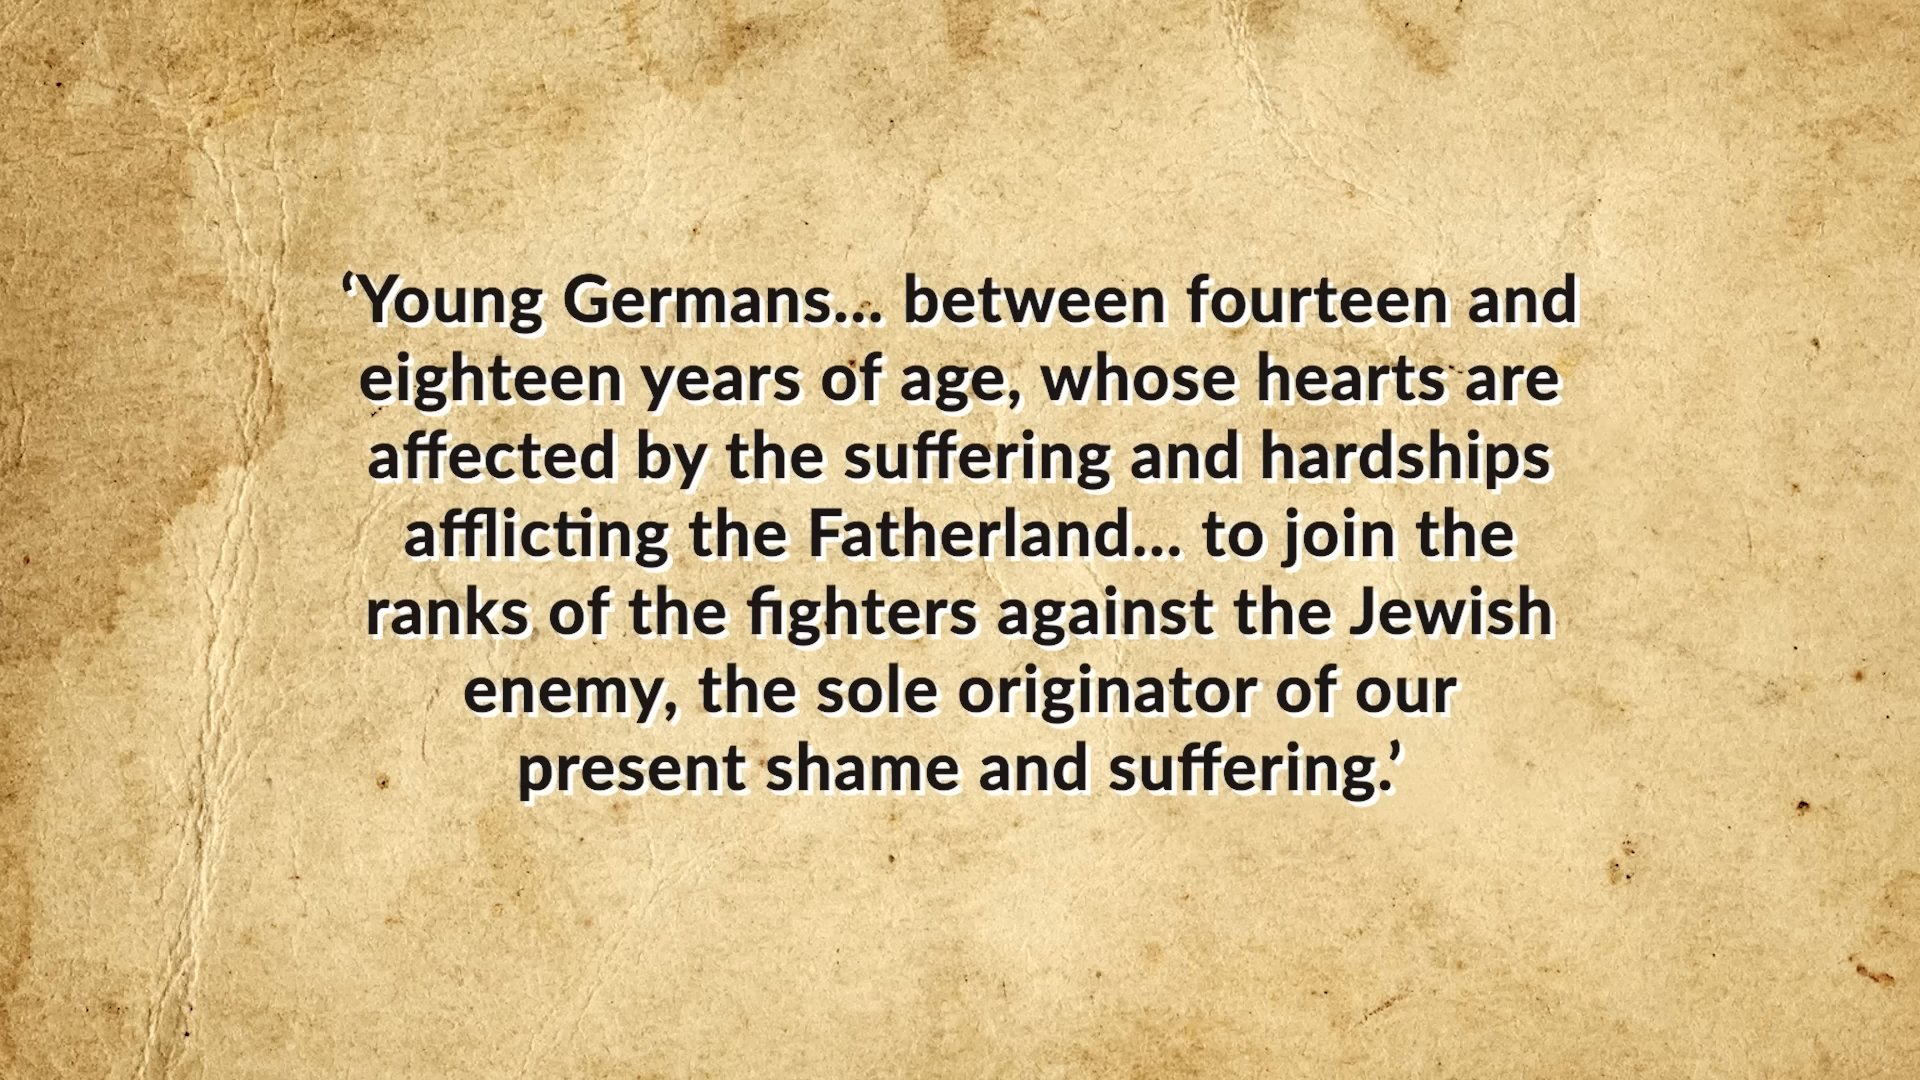 ‘Young Germans... between fourteen and
eighteen years of age, whose hearts are
affected by the suffering and hardships
afflicting the Fatherland... to join the
ranks of the fighters against the Jewish
enemy, the sole originator of our
present shame and suffering.’